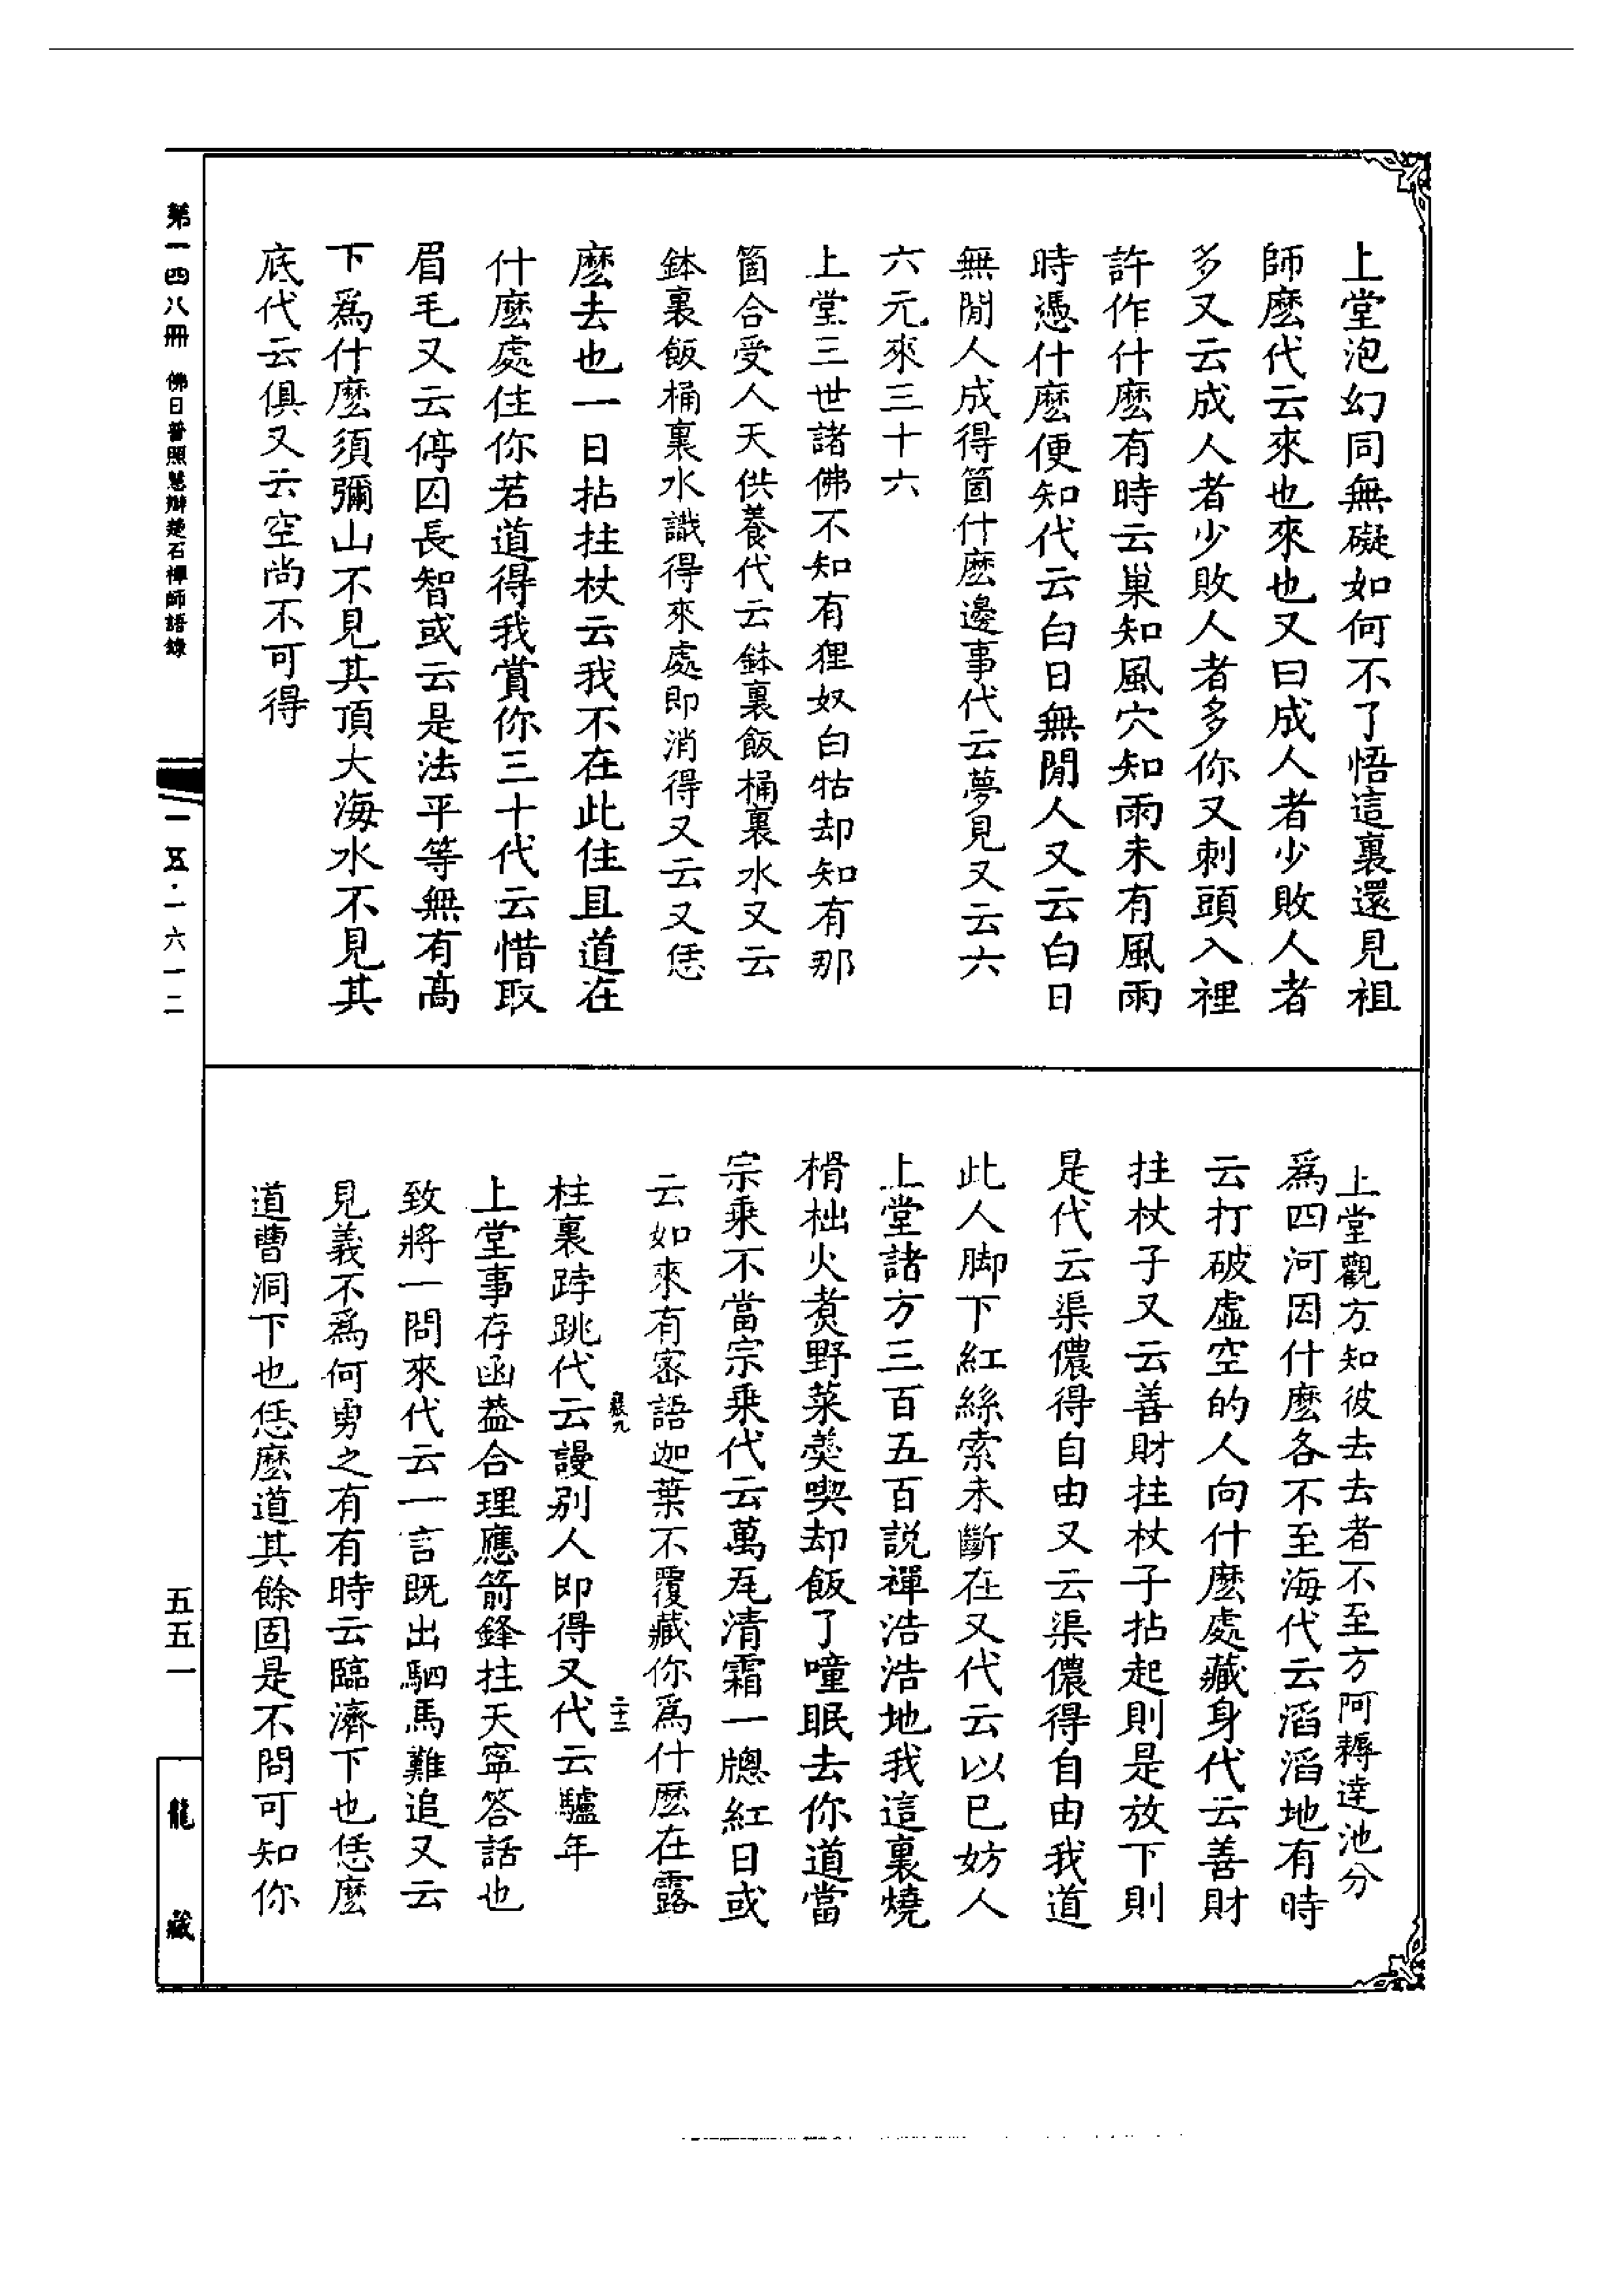 上堂泡幻同無礙如何不了悟這裏還見祖
師麽代云來也來也又曰成人者少敗人者
多又云成人者少敗人者多你又刺頭入裡
許作什麽有時云巢知風穴知雨未有風雨
時憑什麽便知代云白日無閒人又云白日
無閒人成得箇什麽邊事代云夢見又云六
六元來三十六
上堂三世諸佛不知有狸奴白牯却知有那
箇合受人天供養代云鉢裏飯桶裏水又云
鉢裏飯桶裏水識得來處即消得又云又恁
麽去也一日拈拄杖云我不在此住且道在
什麽處住你若道得我賞你三十代云惜取
眉毛又云停囚長智或云是法平等無有高
下爲什麽須彌山不見其頂大海水不見其
底代云俱又云空尚不可得
上堂觀方知彼去去者不至方阿耨達池分
爲四河因什麽各不至海代云滔滔地有時
云打破虛空的人向什麽處藏身代云善財
拄杖子又云善財拄杖子拈起則是放下則
是代云渠儂得自由又云渠儂得自由我道
此人脚下紅絲索未斷在又代云以已妨人
上堂諸方三百五百説禪浩浩地我這裏燒
榾柮火煑野菜羹喫却飯了噇眠去你道當
宗乘不當宗乘代云萬瓦清霜一牕紅日或
云如來有密語迦葉不覆藏你爲什麽在露
柱裏踍跳代云謾别人即得又代云驢年
上堂事存函葢合理應箭鋒拄天寜答話也
致將一問來代云一言既出駟馬難追又云
見義不爲何勇之有有時云臨濟下也恁麽
道曹洞下也恁麽道其餘固是不問可知你
第一四八冊
佛日普照慧辯楚石禪師語錄
一五·一六一二
五五一
龍藏
二十三